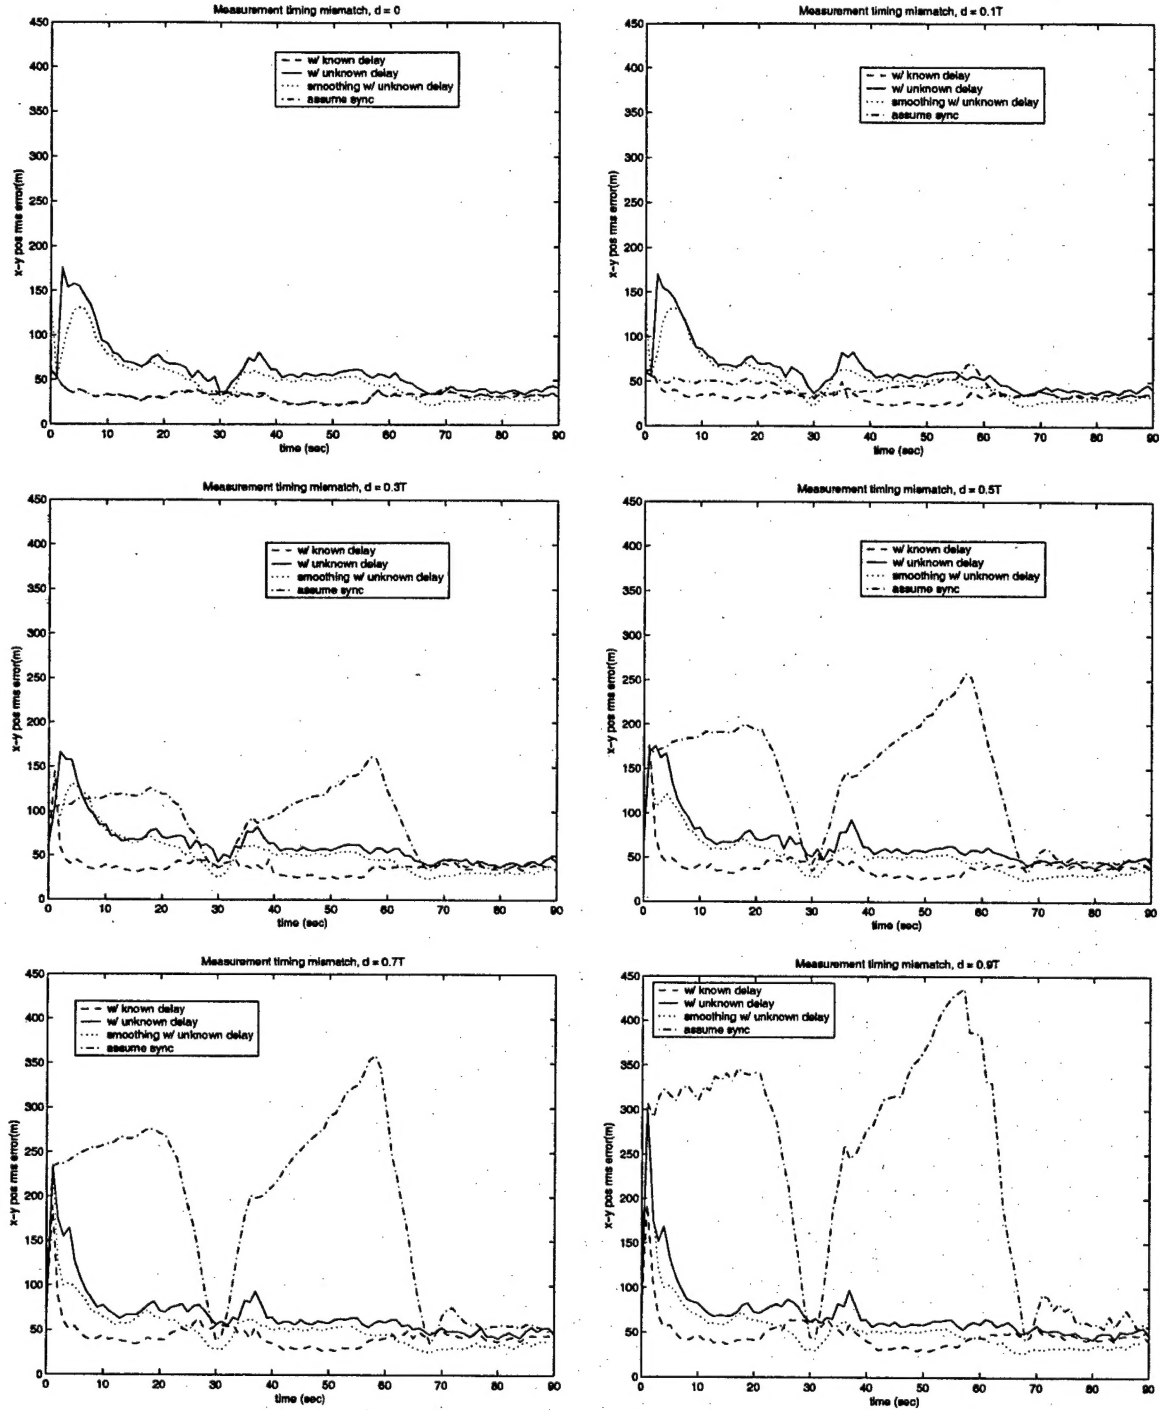 Measurement timing mismatch, d = 0
450
400
350
300
250
200
150
100
50
0
x-y pos rms error(m)
w/ known delay
w/ unknown delay
smoothing w/ unknown delay
assume sync
0 10 20 30 40 50 60 70 80 90
time (sec)
Measurement timing mismatch, d = 0.1T
450
400
350
300
250
200
150
100
50
0
x-y pos rms error(m)
w/ known delay
w/ unknown delay
smoothing w/ unknown delay
assume sync
0 10 20 30 40 50 60 70 80 90
time (sec)
Measurement timing mismatch, d = 0.3T
450
400
350
300
250
200
150
100
50
0
x-y pos rms error(m)
w/ known delay
w/ unknown delay
smoothing w/ unknown delay
assume sync
0 10 20 30 40 50 60 70 80 90
time (sec)
Measurement timing mismatch, d = 0.5T
450
400
350
300
250
200
150
100
50
0
x-y pos rms error(m)
w/ known delay
w/ unknown delay
smoothing w/ unknown delay
assume sync
0 10 20 30 40 50 60 70 80 90
time (sec)
Measurement timing mismatch, d = 0.7T
450
400
350
300
250
200
150
100
50
0
x-y pos rms error(m)
w/ known delay
w/ unknown delay
smoothing w/ unknown delay
assume sync
0 10 20 30 40 50 60 70 80 90
time (sec)
Measurement timing mismatch, d = 0.9T
450
400
350
300
250
200
150
100
50
0
x-y pos rms error(m)
w/ known delay
w/ unknown delay
smoothing w/ unknown delay
assume sync
0 10 20 30 40 50 60 70 80 90
time (sec)